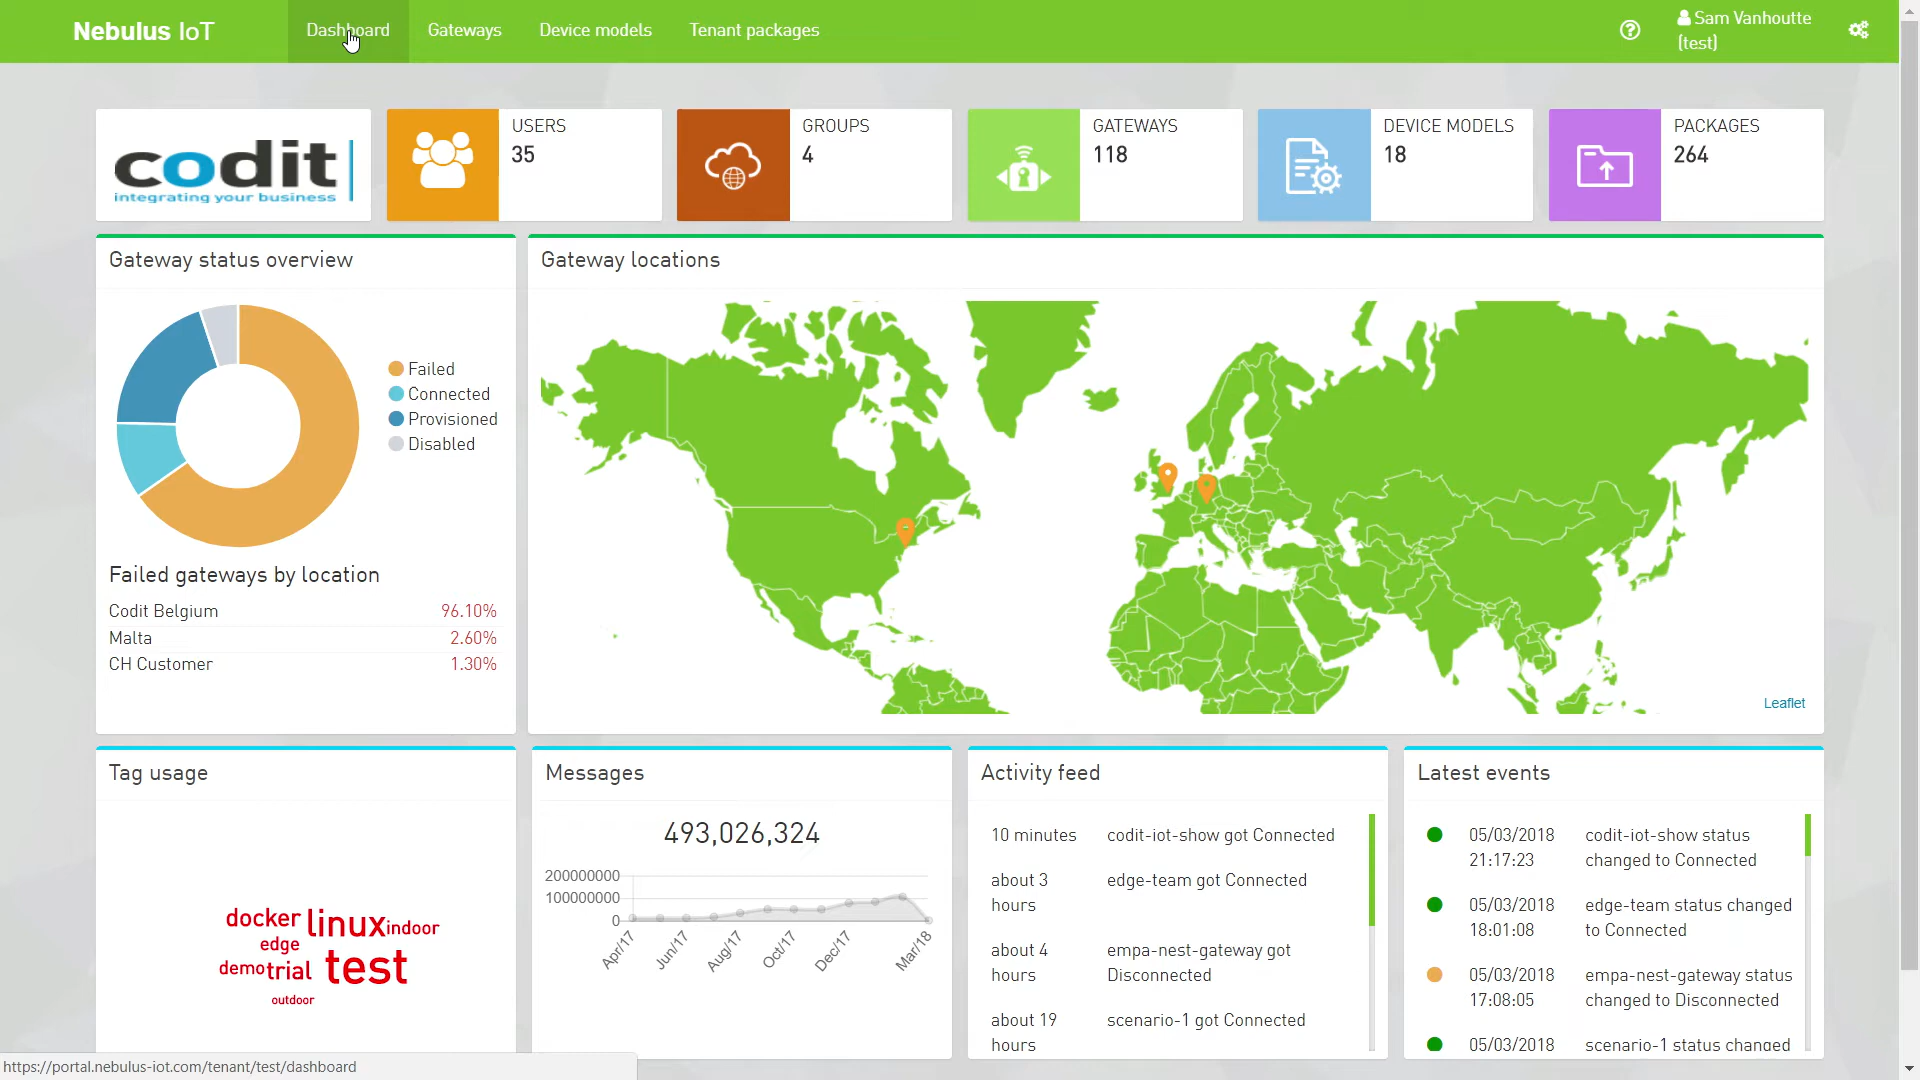 Nebulus IoT
Dashboard
Gateways
Device models
Tenant packages
Sam Vanhoutte
(test)
codit
integrating your business
USERS
35
GROUPS
4
GATEWAYS
118
DEVICE MODELS
18
PACKAGES
264
Gateway status overview
Failed
Connected
Provisioned
Disabled
Failed gateways by location
Codit Belgium 96.10%
Malta 2.60%
CH Customer 1.30%
Gateway locations
Leaflet
Tag usage
docker linux indoor
edge
demo trial test
outdoor
Messages
493,026,324
200000000
100000000
0
Apr/17 Jun/17 Aug/17 Oct/17 Dec/17 Mar/18
Activity feed
10 minutes codit-iot-show got Connected
about 3 edge-team got Connected
hours
about 4 empa-nest-gateway got
hours Disconnected
about 19 scenario-1 got Connected
hours
Latest events
05/03/2018 codit-iot-show status
21:17:23 changed to Connected
05/03/2018 edge-team status changed
18:01:08 to Connected
05/03/2018 empa-nest-gateway status
17:08:05 changed to Disconnected
05/03/2018 scenario-1 status changed
https://portal.nebulus-iot.com/tenant/test/dashboard